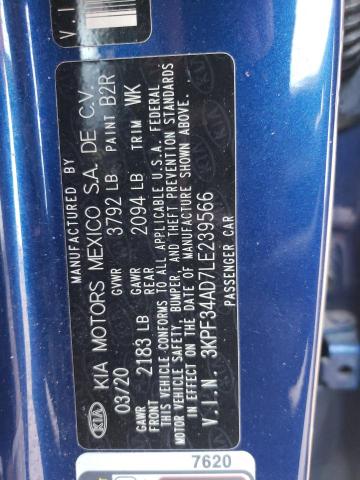 MANUFACTURED BY
KIA KIA MOTORS MEXICO S.A. DE C.V.
03/20 GVWR 3792 LB PAINT B2R
GAWR FRONT 2183 LB GAWR REAR 2094 LB TRIM WK
THIS VEHICLE CONFORMS TO ALL APPLICABLE U.S.A. FEDERAL
MOTOR VEHICLE SAFETY, BUMPER, AND THEFT PREVENTION STANDARDS
IN EFFECT ON THE DATE OF MANUFACTURE SHOWN ABOVE.
V.I.N. 3KPF34AD7LE239566
PASSENGER CAR
7620
V.I